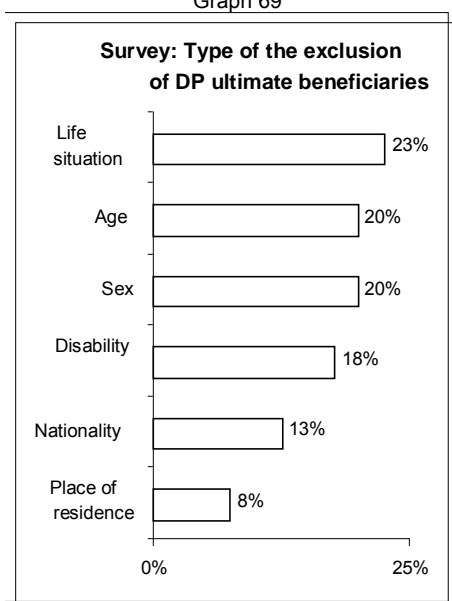 Graph 69
Survey: Type of the exclusion
of DP ultimate beneficiaries
Life
situation
23%
Age
20%
Sex
20%
Disability
18%
Nationality
13%
Place of
residence
8%
0%
25%